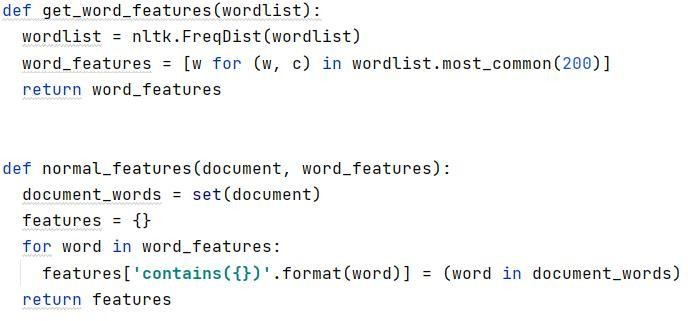 def get_word_features(wordlist):
  wordlist = nltk.FreqDist(wordlist)
  word_features = [w for (w, c) in wordlist.most_common(200)]
  return word_features
def normal_features(document, word_features):
  document_words = set(document)
  features = {}
  for word in word_features:
    features['contains({})'.format(word)] = (word in document_words)
  return features